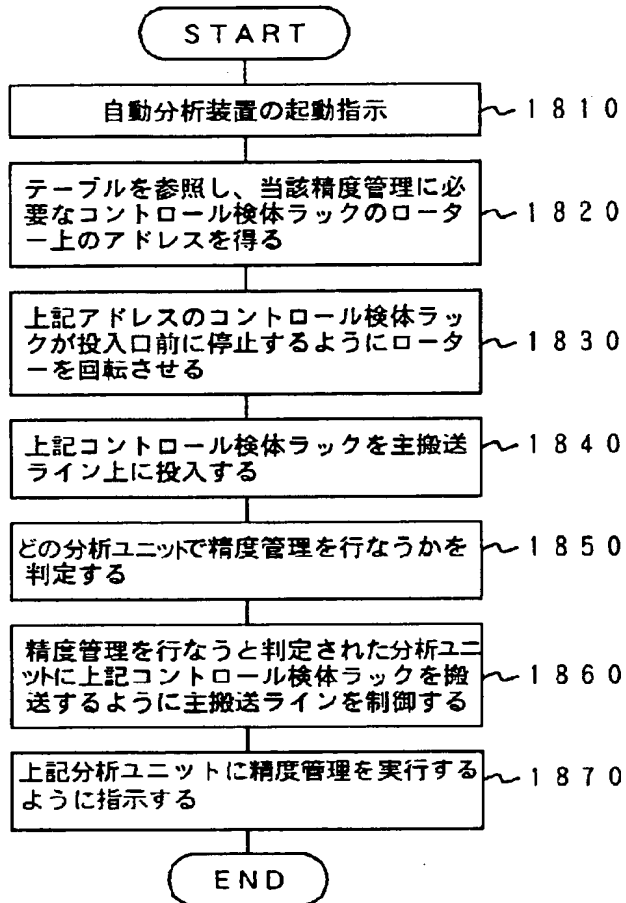 START
自動分析装置の起動指示
1810
テーブルを参照し、当該精度管理に必
要なコントロール検体ラックのロータ
ー上のアドレスを得る
1820
上記アドレスのコントロール検体ラッ
クが投入口前に停止するようにロータ
ーを回転させる
1830
上記コントロール検体ラックを主搬送
ライン上に投入する
1840
どの分析ユニットで精度管理を行なうかを
判定する
1850
精度管理を行なうと判定された分析ユニ
ットに上記コントロール検体ラックを搬
送するように主搬送ラインを制御する
1860
上記分析ユニットに精度管理を実行する
ように指示する
1870
END